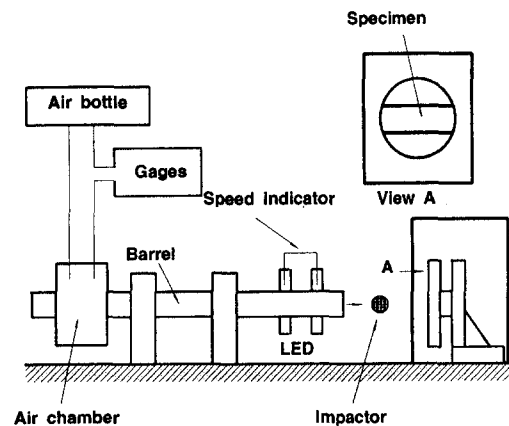 Specimen
Air bottle
Gages
View A
Speed indicator
Barrel
A
LED
Air chamber
Impactor